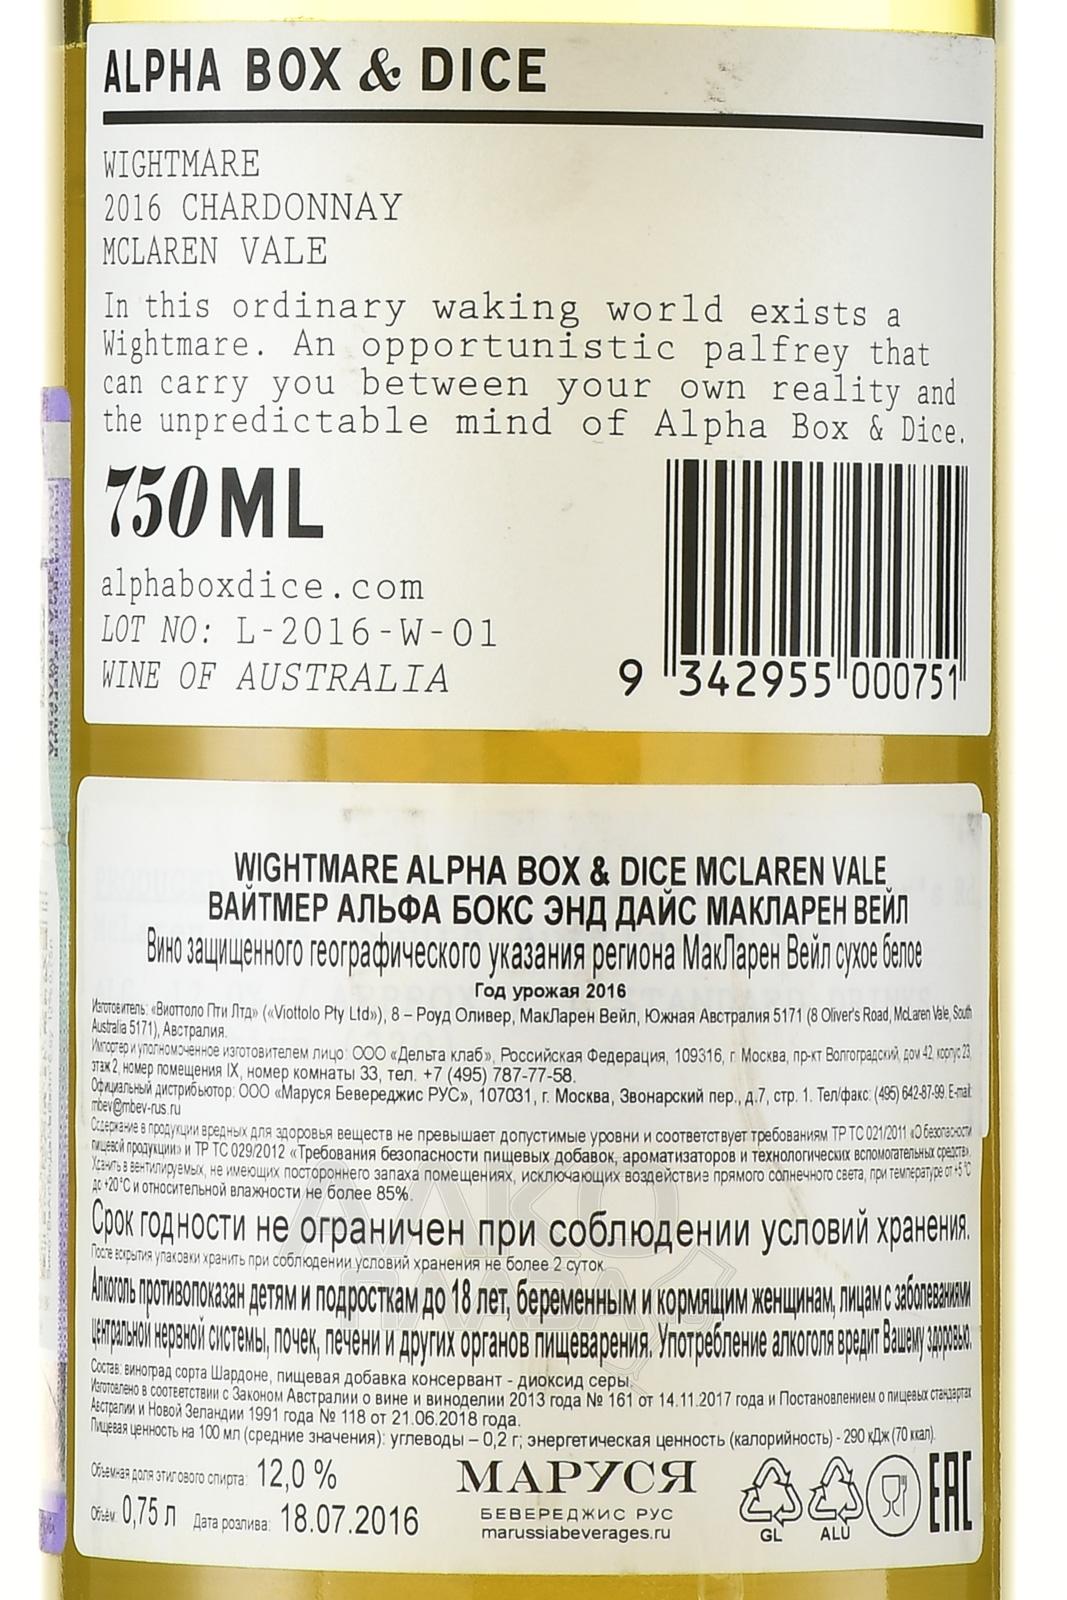 ALPHA BOX & DICE
WIGHTMARE
2016 CHARDONNAY
MCLAREN VALE
In this ordinary waking world exists a
Wightmare. An opportunistic palfrey that
can carry you between your own reality and
the unpredictable mind of Alpha Box & Dice.
750ML
alphaboxdice.com
LOT NO: L-2016-W-01
WINE OF AUSTRALIA
9 342955 000751
WIGHTMARE ALPHA BOX & DICE MCLAREN VALE
ВАЙТМЕР АЛЬФА БОКС ЭНД ДАЙС МАКЛАРЕН ВЕЙЛ
Вино защищенного географического указания региона МакЛарен Вейл сухое белое
Год урожая 2016
Изготовитель: «Виоттоло Пти Лтд» («Viottolo Pty Ltd»), 8 – Роуд Оливер, МакЛарен Вейл, Южная Австралия 5171 (8 Oliver's Road, McLaren Vale, South
Australia 5171), Австралия.
Импортер и уполномоченное изготовителем лицо: ООО «Дельта клаб», Российская Федерация, 109316, г. Москва, пр-кт Волгоградский, дом 42, корпус 23,
этаж 2, номер помещения IX, номер комнаты 33, тел. +7 (495) 787-77-58.
Официальный дистрибьютор: ООО «Маруся Бевереджис РУС», 107031, г. Москва, Звонарский пер., д.7, стр. 1. Тел/факс: (495) 642-87-99. E-mail:
mbev@mbev-rus.ru
Содержание в продукции вредных для здоровья веществ не превышает допустимые уровни и соответствует требованиям ТР ТС 021/2011 «О безопасности
пищевой продукции» и ТР ТС 029/2012 «Требования безопасности пищевых добавок, ароматизаторов и технологических вспомогательных средств».
Хранить в вентилируемых, не имеющих постороннего запаха помещениях, исключающих воздействие прямого солнечного света, при температуре от +5 °С
до +20°С и относительной влажности не более 85%.
Срок годности не ограничен при соблюдении условий хранения.
После вскрытия упаковки хранить при соблюдении условий хранения не более 2 суток.
Алкоголь противопоказан детям и подросткам до 18 лет, беременным и кормящим женщинам, лицам с заболеваниями
центральной нервной системы, почек, печени и других органов пищеварения. Употребление алкоголя вредит Вашему здоровью.
Состав: виноград сорта Шардоне, пищевая добавка консервант - диоксид серы.
Изготовлено в соответствии с Законом Австралии о вине и виноделии 2013 года № 161 от 14.11.2017 года и Постановлением о пищевых стандартах
Австралии и Новой Зеландии 1991 года № 118 от 21.06.2018 года.
Пищевая ценность на 100 мл (средние значения): углеводы – 0,2 г; энергетическая ценность (калорийность) - 290 кДж (70 ккал).
Объемная доля этилового спирта: 12,0 %
Объём: 0,75 л Дата розлива: 18.07.2016
МАРУСЯ
БЕВЕРЕДЖИС РУС
marussiabeverages.ru
GL
ALU
EAC